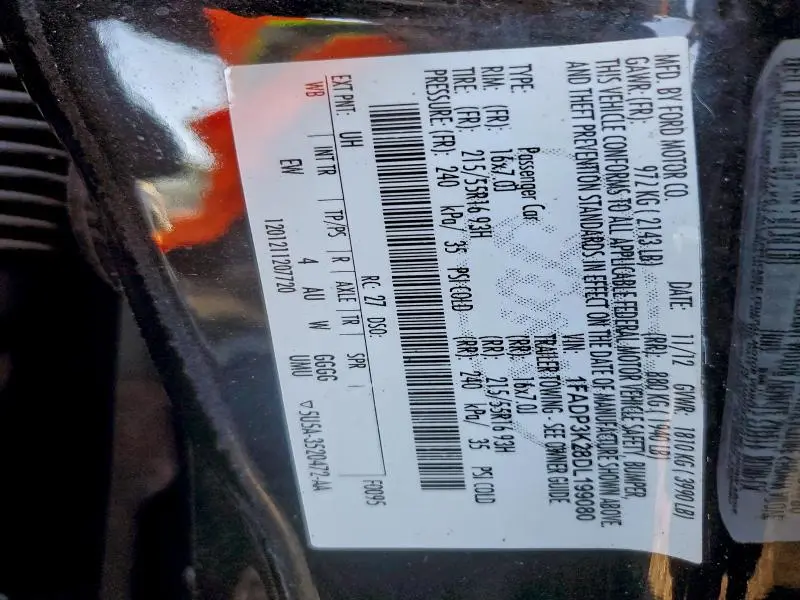 MFD. BY FORD MOTOR CO.
DATE: 11/12 GVWR: 1810 KG ( 3990 LB)
GAWR: (FR): 972 KG ( 2143 LB) (RR): 880 KG ( 1940 LB)
THIS VEHICLE CONFORMS TO ALL APPLICABLE FEDERAL MOTOR VEHICLE SAFETY, BUMPER,
AND THEFT PREVENTION STANDARDS IN EFFECT ON THE DATE OF MANUFACTURE SHOWN ABOVE
VIN: 1FADP3K28DL199080
TYPE: Passenger Car TRAILER TOWING - SEE OWNER GUIDE
RIM: (FR): 16x7.0 (RR): 16x7.0
TIRE: (FR): 215/55R16 93H (RR): 215/55R16 93H
PRESSURE: (FR): 240 kPa/ 35 PSI COLD (RR): 240 kPa/ 35 PSI COLD
F0095
EXT PNT: UH RC: 27 DSO:
WB | INT TR | TP/PS | R | AXLE | TR | SPR |
EW 4 AU W GGGG
120121120720 UMU ▽5U5A-3520472-AA